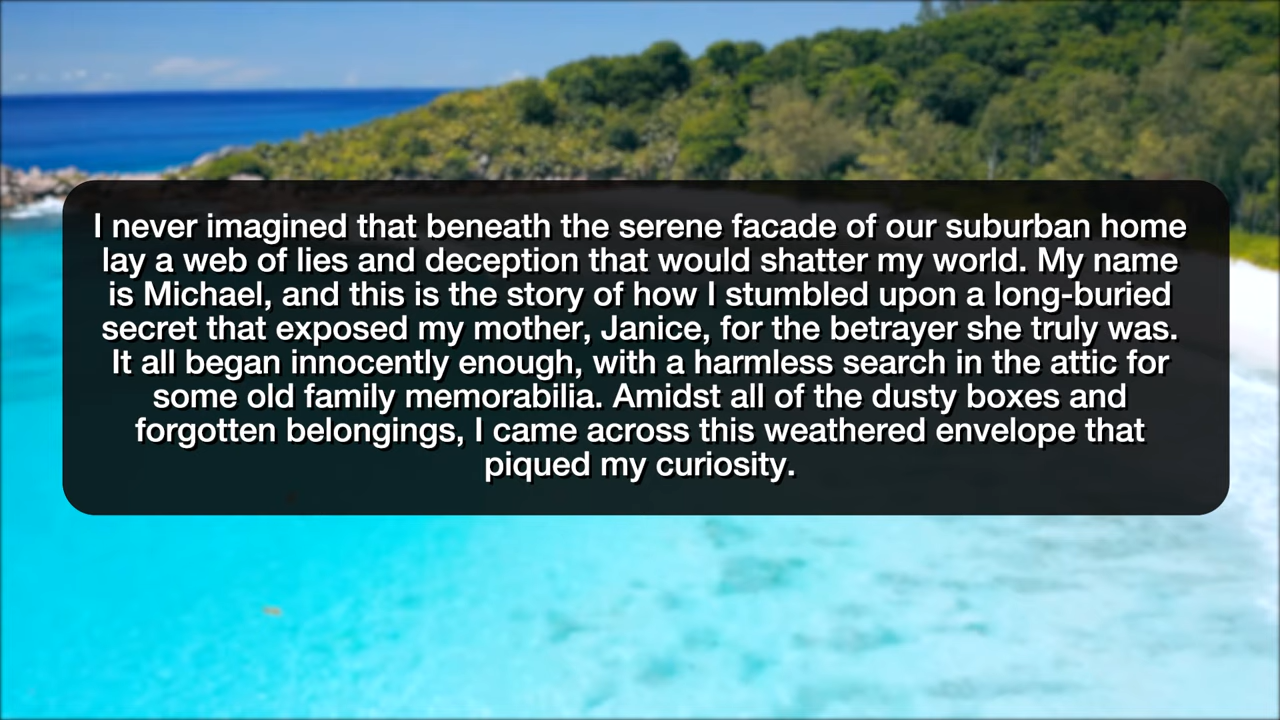 I never imagined that beneath the serene facade of our suburban home
lay a web of lies and deception that would shatter my world. My name
is Michael, and this is the story of how I stumbled upon a long-buried
secret that exposed my mother, Janice, for the betrayer she truly was.
It all began innocently enough, with a harmless search in the attic for
some old family memorabilia. Amidst all of the dusty boxes and
forgotten belongings, I came across this weathered envelope that
piqued my curiosity.